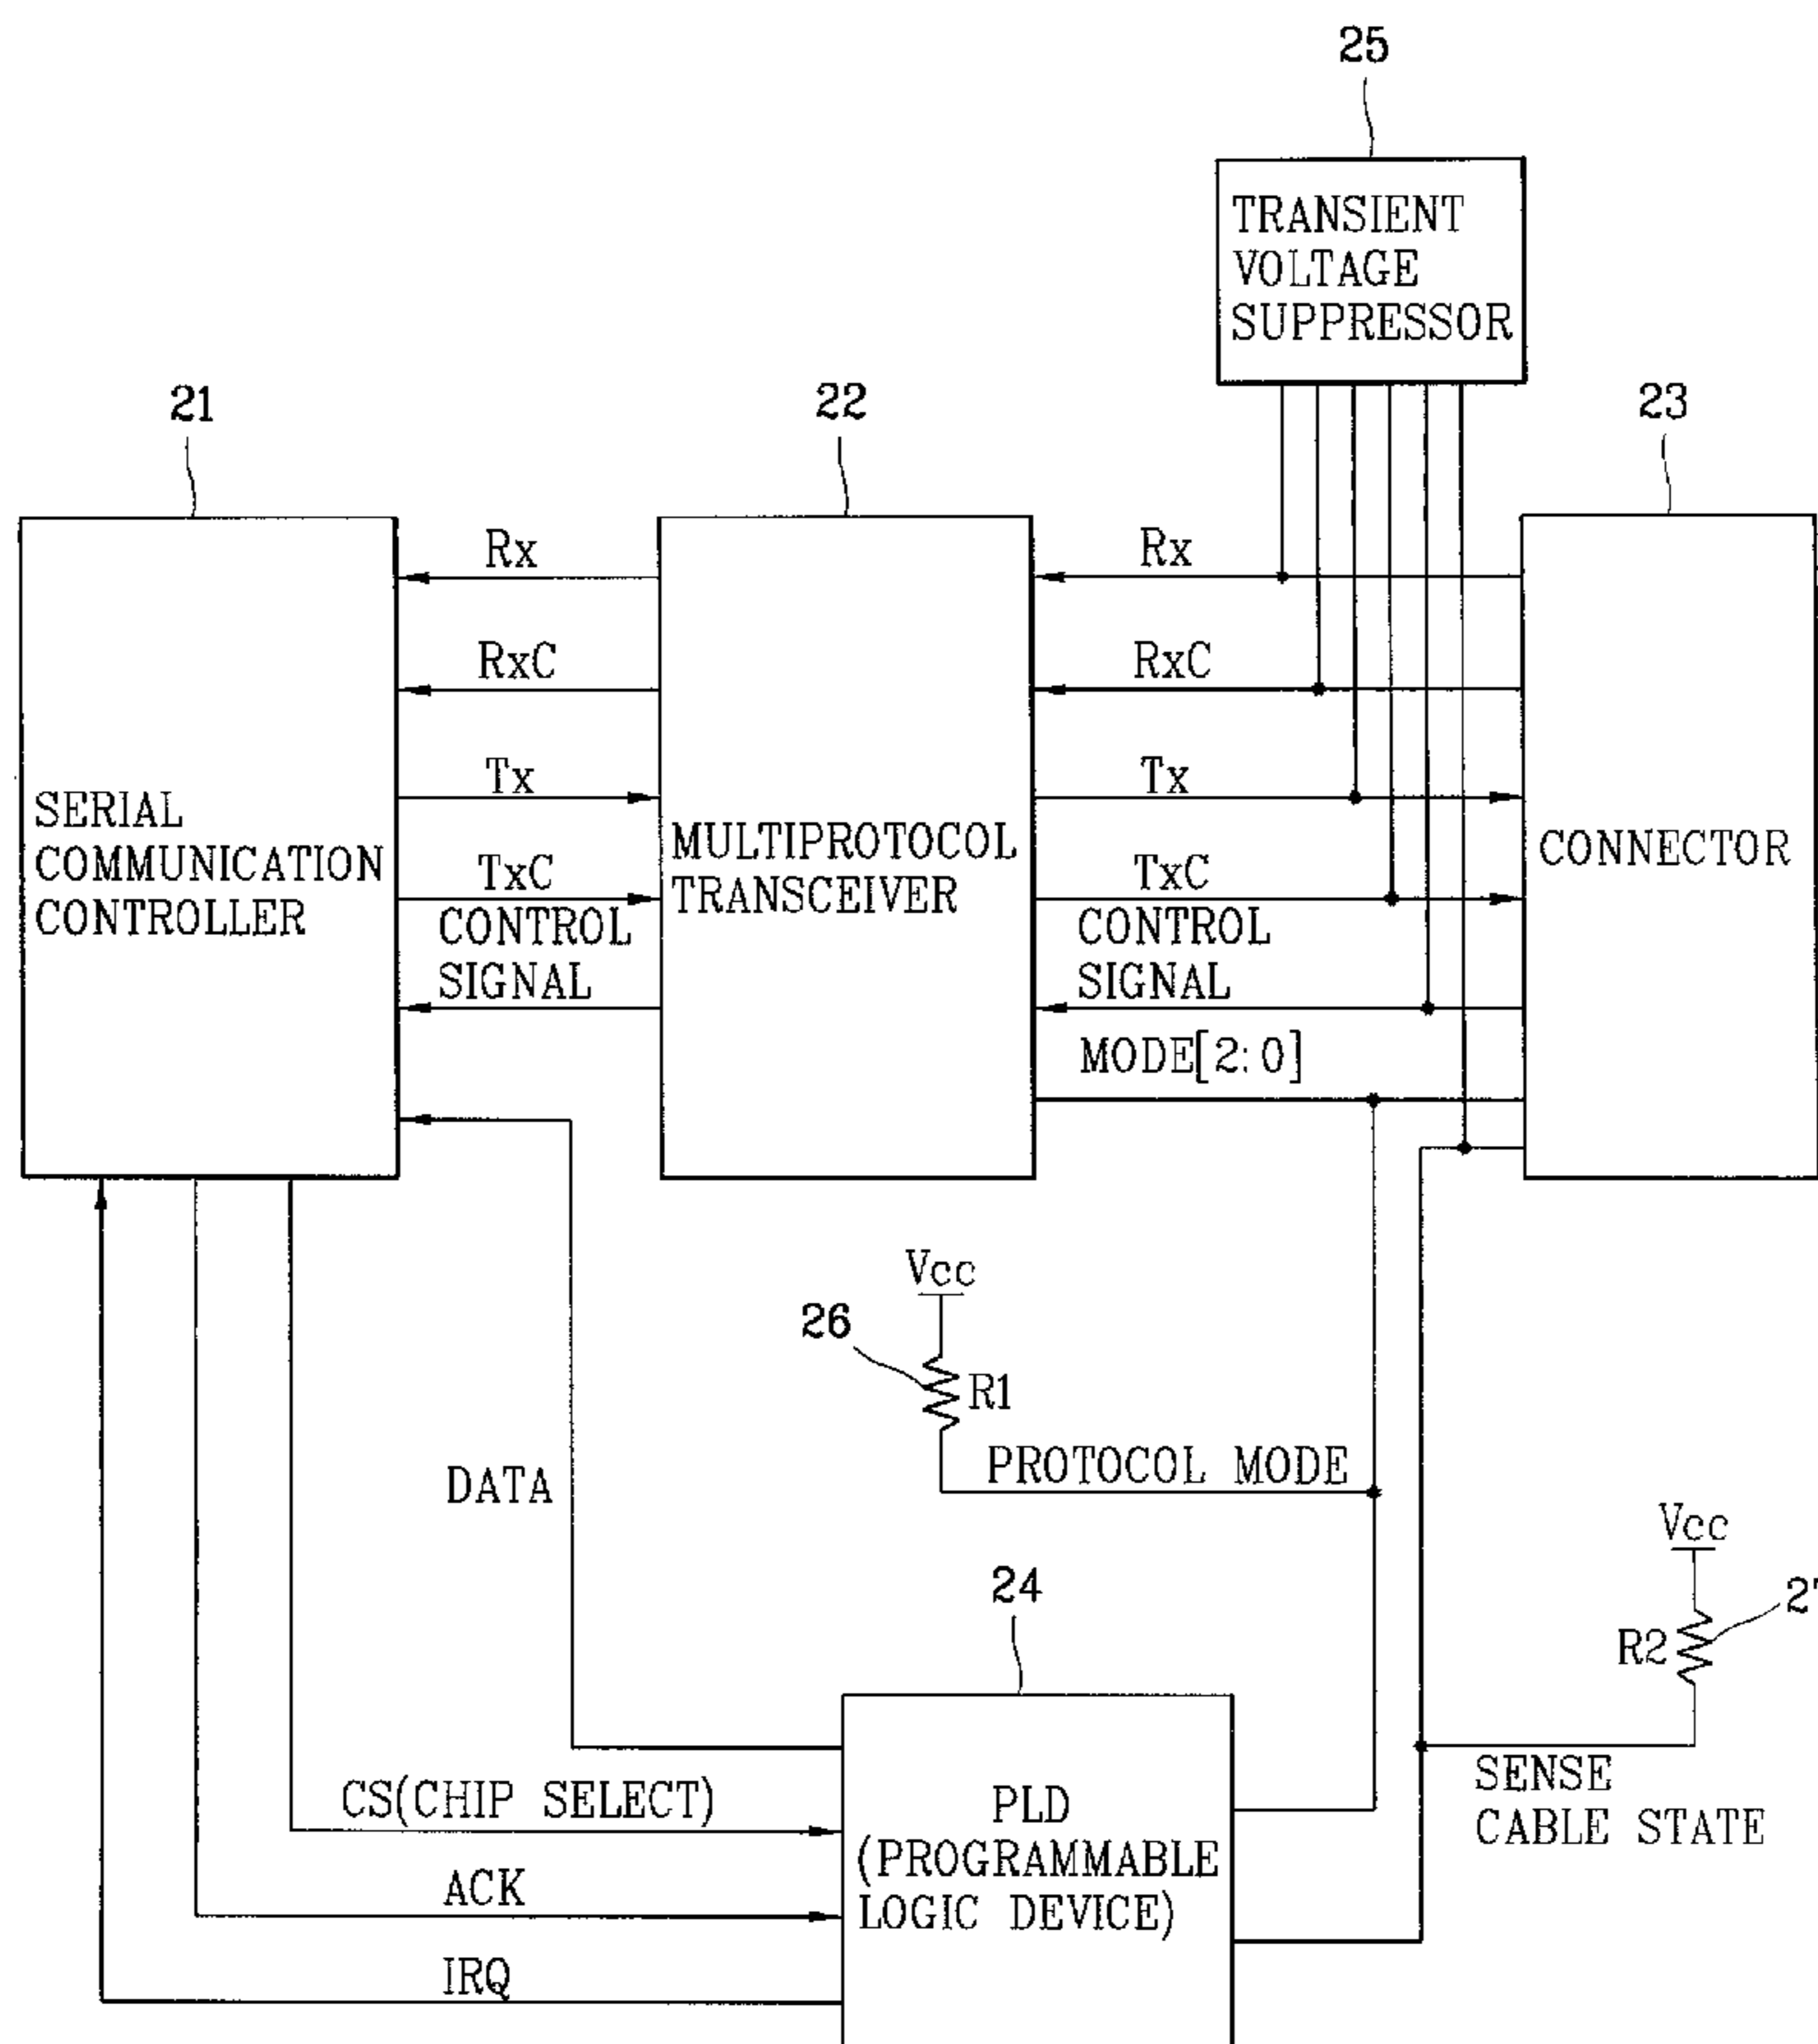 25
TRANSIENT
VOLTAGE
SUPPRESSOR
21
22
23
Rx
Rx
RxC
RxC
Tx
Tx
SERIAL
COMMUNICATION
CONTROLLER
MULTIPROTOCOL
TRANSCEIVER
CONNECTOR
TxC
TxC
CONTROL
SIGNAL
CONTROL
SIGNAL
MODE[2:0]
Vcc
26
R1
PROTOCOL MODE
DATA
Vcc
24
R2
SENSE
CABLE STATE
CS(CHIP SELECT)
PLD
(PROGRAMMABLE
LOGIC DEVICE)
ACK
IRQ